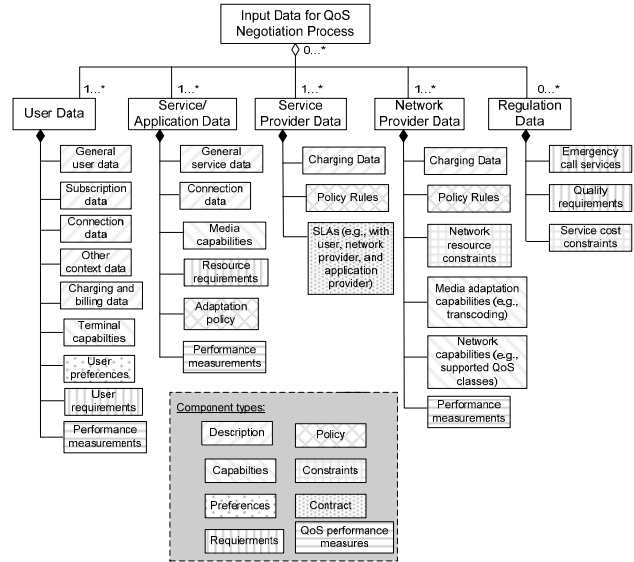 Input Data for QoS
Negotiation Process
0…*
1…*
1…*
1…*
1…*
0…*
User Data
Service/
Application Data
Service
Provider Data
Network
Provider Data
Regulation
Data
General
user data
Subscription
data
Connection
data
Other
context data
Charging and
billing data
Terminal
capabilties
User
preferences
User
requirements
Performance
measurements
General
service data
Connection
data
Media
capabilities
Resource
requirements
Adaptation
policy
Performance
measurements
Charging Data
Policy Rules
SLAs (e.g., with
user, network
provider, and
application
provider)
Charging Data
Policy Rules
Network
resource
constraints
Media adaptation
capabilities (e.g.,
transcoding)
Network
capabilities (e.g.,
supported QoS
classes)
Performance
measurements
Emergency
call services
Quality
requirements
Service cost
constraints
Component types:
Description
Policy
Capabilties
Constraints
Preferences
Contract
Requierments
QoS performance
measures